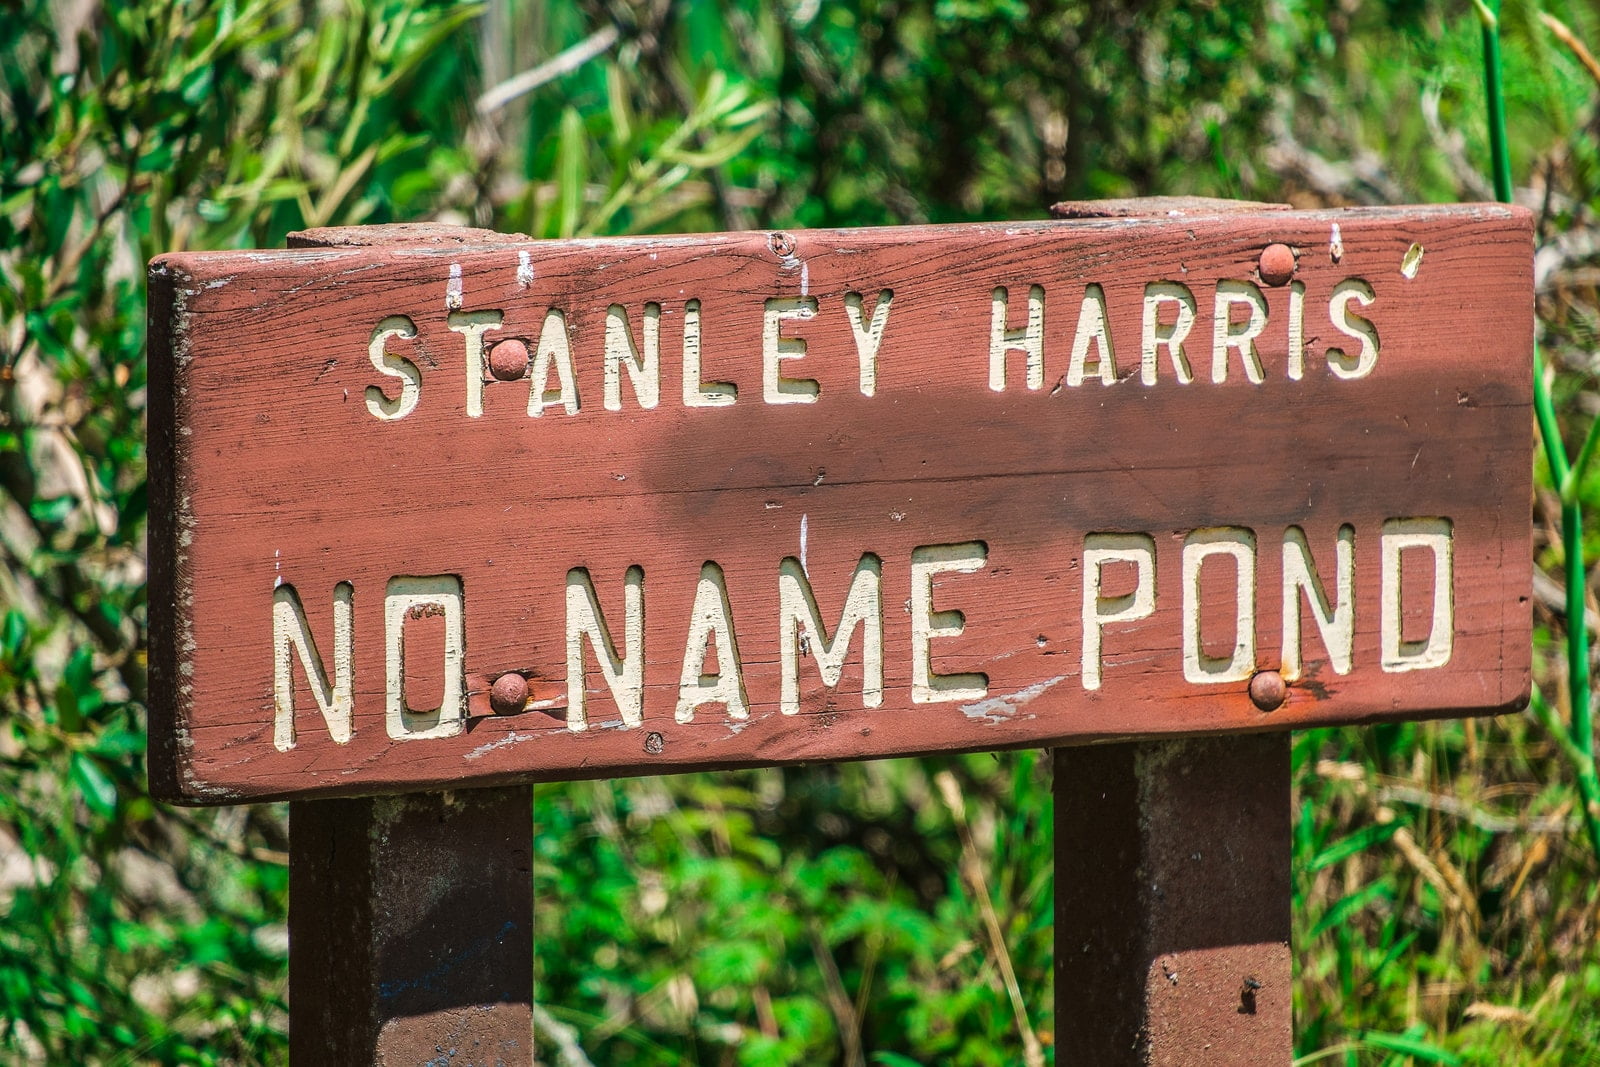 STANLEY HARRIS
NO NAME POND